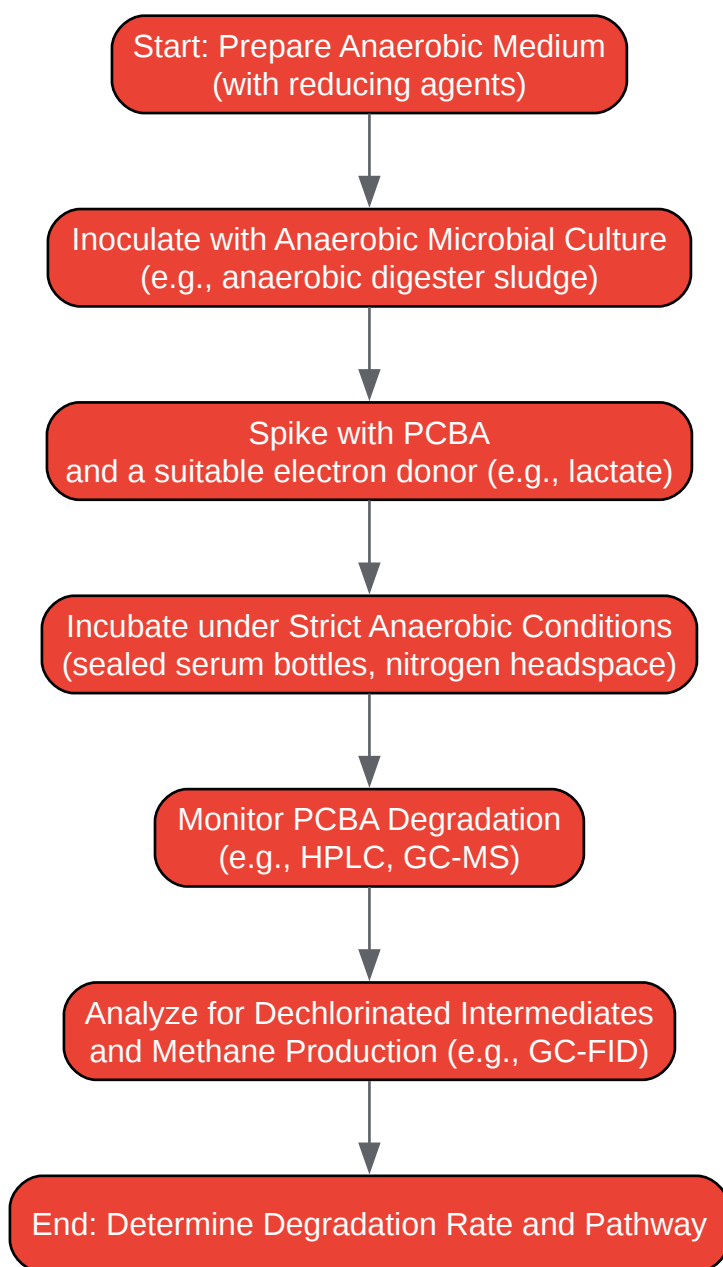 Start: Prepare Anaerobic Medium
(with reducing agents)
Inoculate with Anaerobic Microbial Culture
(e.g., anaerobic digester sludge)
Spike with PCBA
and a suitable electron donor (e.g., lactate)
Incubate under Strict Anaerobic Conditions
(sealed serum bottles, nitrogen headspace)
Monitor PCBA Degradation
(e.g., HPLC, GC-MS)
Analyze for Dechlorinated Intermediates
and Methane Production (e.g., GC-FID)
End: Determine Degradation Rate and Pathway